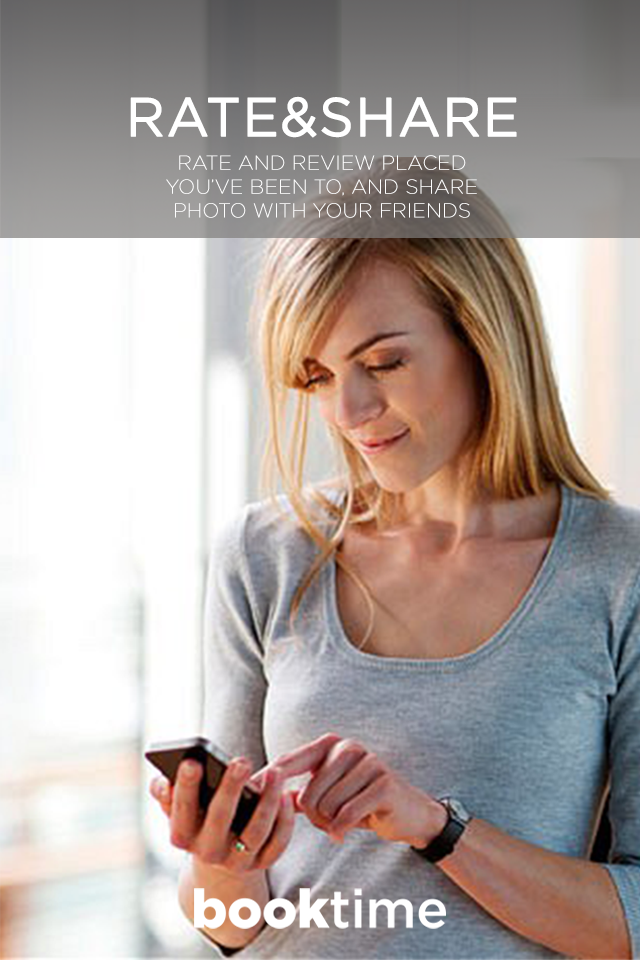 RATE&SHARE
RATE AND REVIEW PLACED
YOU'VE BEEN TO, AND SHARE
PHOTO WITH YOUR FRIENDS
booktime